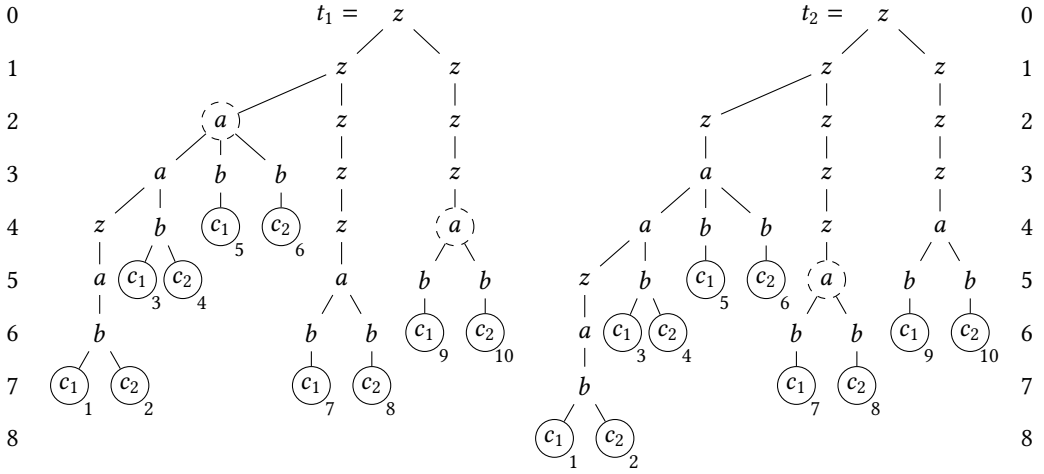 0 t₁ = z t₂ = z 0
1 z z z z 1
2 a z z z z z 2
3 a b b z z a z z 3
4 z b c₁ 5 c₂ 6 z a a b b z a 4
5 a c₁ 3 c₂ 4 a b b z b c₁ 5 c₂ 6 a b b 5
6 b b b c₁ 9 c₂ 10 a c₁ 3 c₂ 4 b b c₁ 9 c₂ 10 6
7 c₁ 1 c₂ 2 c₁ 7 c₂ 8 b c₁ 7 c₂ 8 7
8 c₁ 1 c₂ 2 8